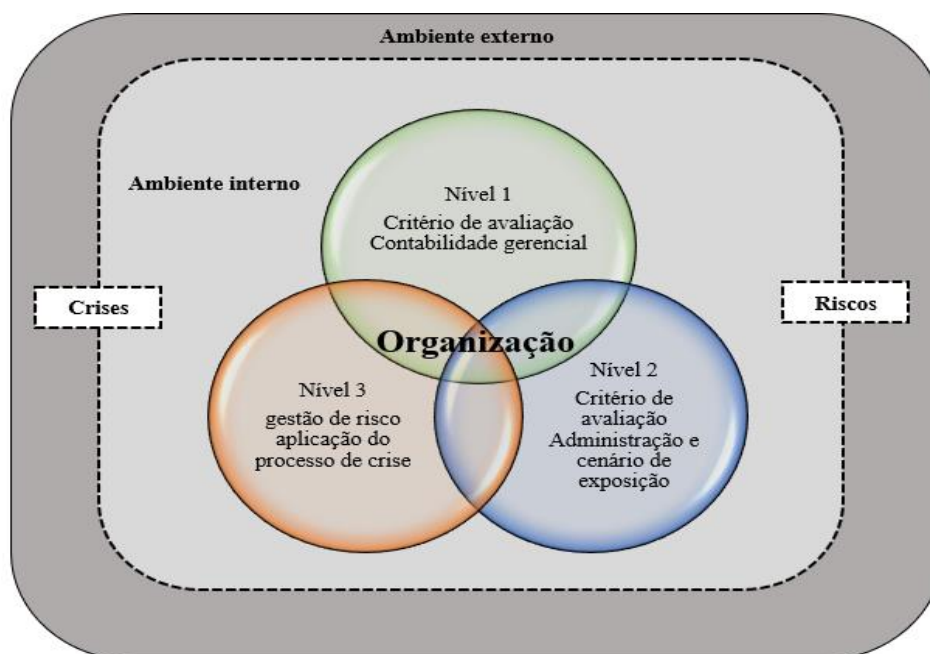 Ambiente externo
Ambiente interno
Nível 1
Critério de avaliação
Contabilidade gerencial
Crises
Riscos
Organização
Nível 3
gestão de risco
aplicação do
processo de crise
Nível 2
Critério de
avaliação
Administração e
cenário de
exposição